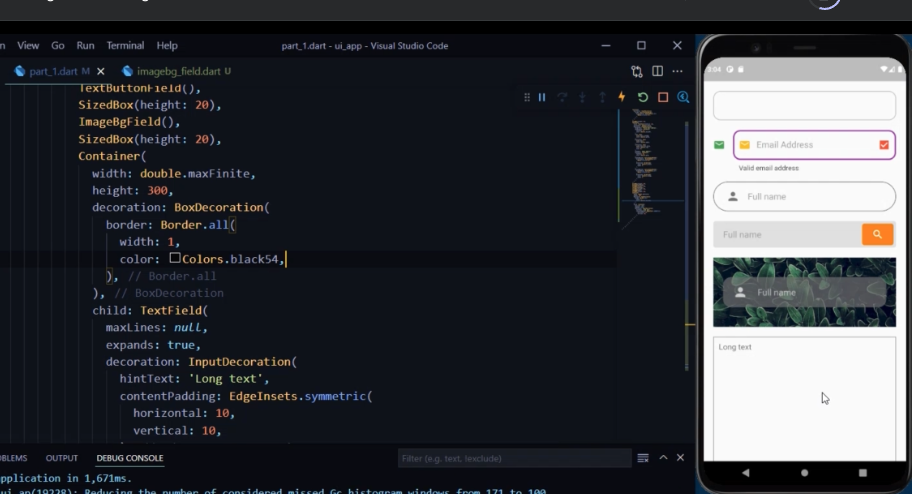 View Go Run Terminal Help
part_1.dart - ui_app - Visual Studio Code
part_1.dart M
imagebg_field.dart U
TextButtonField(),
SizedBox(height: 20),
ImageBgField(),
SizedBox(height: 20),
Container(
width: double.maxFinite,
height: 300,
decoration: BoxDecoration(
border: Border.all(
width: 1,
color: Colors.black54,
), // Border.all
), // BoxDecoration
child: TextField(
maxLines: null,
expands: true,
decoration: InputDecoration(
hintText: 'Long text',
contentPadding: EdgeInsets.symmetric(
horizontal: 10,
vertical: 10,
OUTPUT
DEBUG CONSOLE
Filter (e.g. text, !exclude)
application in 1,671ms.
Reducing the number of considered missed Gc histogram windows from 171 to 100
3:04
Email Address
Valid email address
Full name
Full name
Full name
Long text